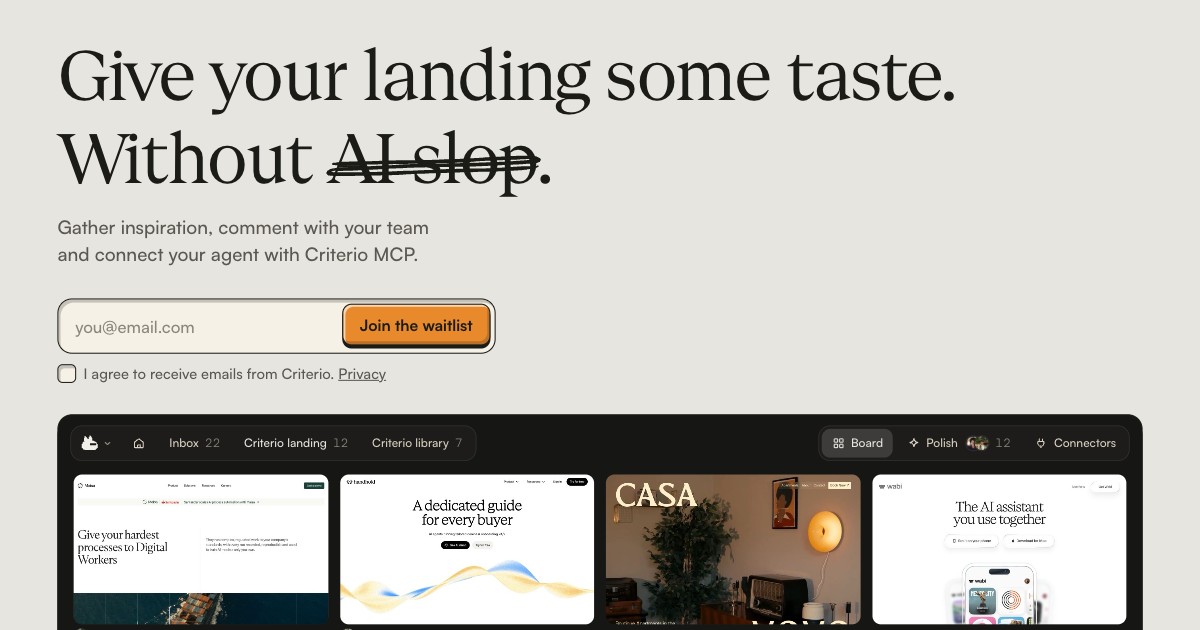 Give your landing some taste.
Without AI slop.
Gather inspiration, comment with your team
and connect your agent with Criterio MCP.
you@email.com
Join the waitlist
I agree to receive emails from Criterio. Privacy
Inbox 22
Criterio landing 12
Criterio library 7
Board
Polish 12
Connectors
Give your hardest
processes to Digital
Workers
handhold
A dedicated guide
for every buyer
CASA
wabi
The AI assistant
you use together
wabi